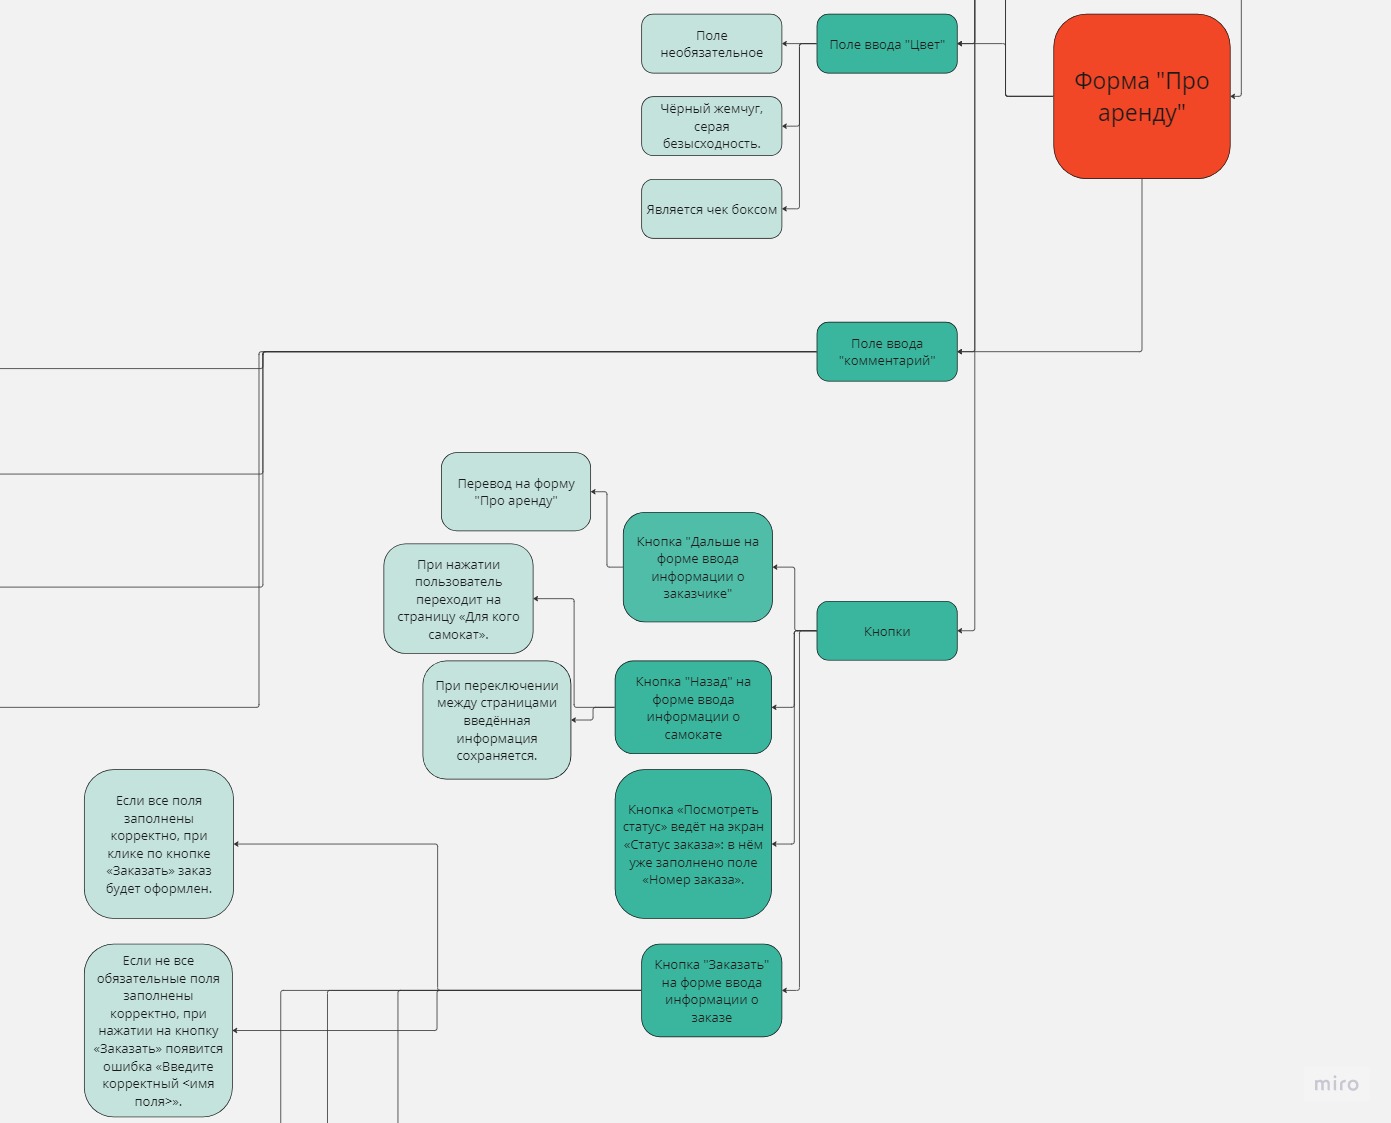 Поле
необязательное
Поле ввода "Цвет"
Форма "Про
аренду"
Чёрный жемчуг,
серая
безысходность.
Является чек боксом
Поле ввода
"комментарий"
Перевод на форму
"Про аренду"
Кнопка "Дальше на
форме ввода
информации о
заказчике"
При нажатии
пользователь
переходит на
страницу «Для кого
самокат».
Кнопки
При переключении
между страницами
введённая
информация
сохраняется.
Кнопка "Назад" на
форме ввода
информации о
самокате
Кнопка «Посмотреть
статус» ведёт на экран
«Статус заказа»: в нём
уже заполнено поле
«Номер заказа».
Если все поля
заполнены
корректно, при
клике по кнопке
«Заказать» заказ
будет оформлен.
Кнопка "Заказать"
на форме ввода
информации о
заказе
Если не все
обязательные поля
заполнены
корректно, при
нажатии на кнопку
«Заказать» появится
ошибка «Введите
корректный <имя
поля>».
miro